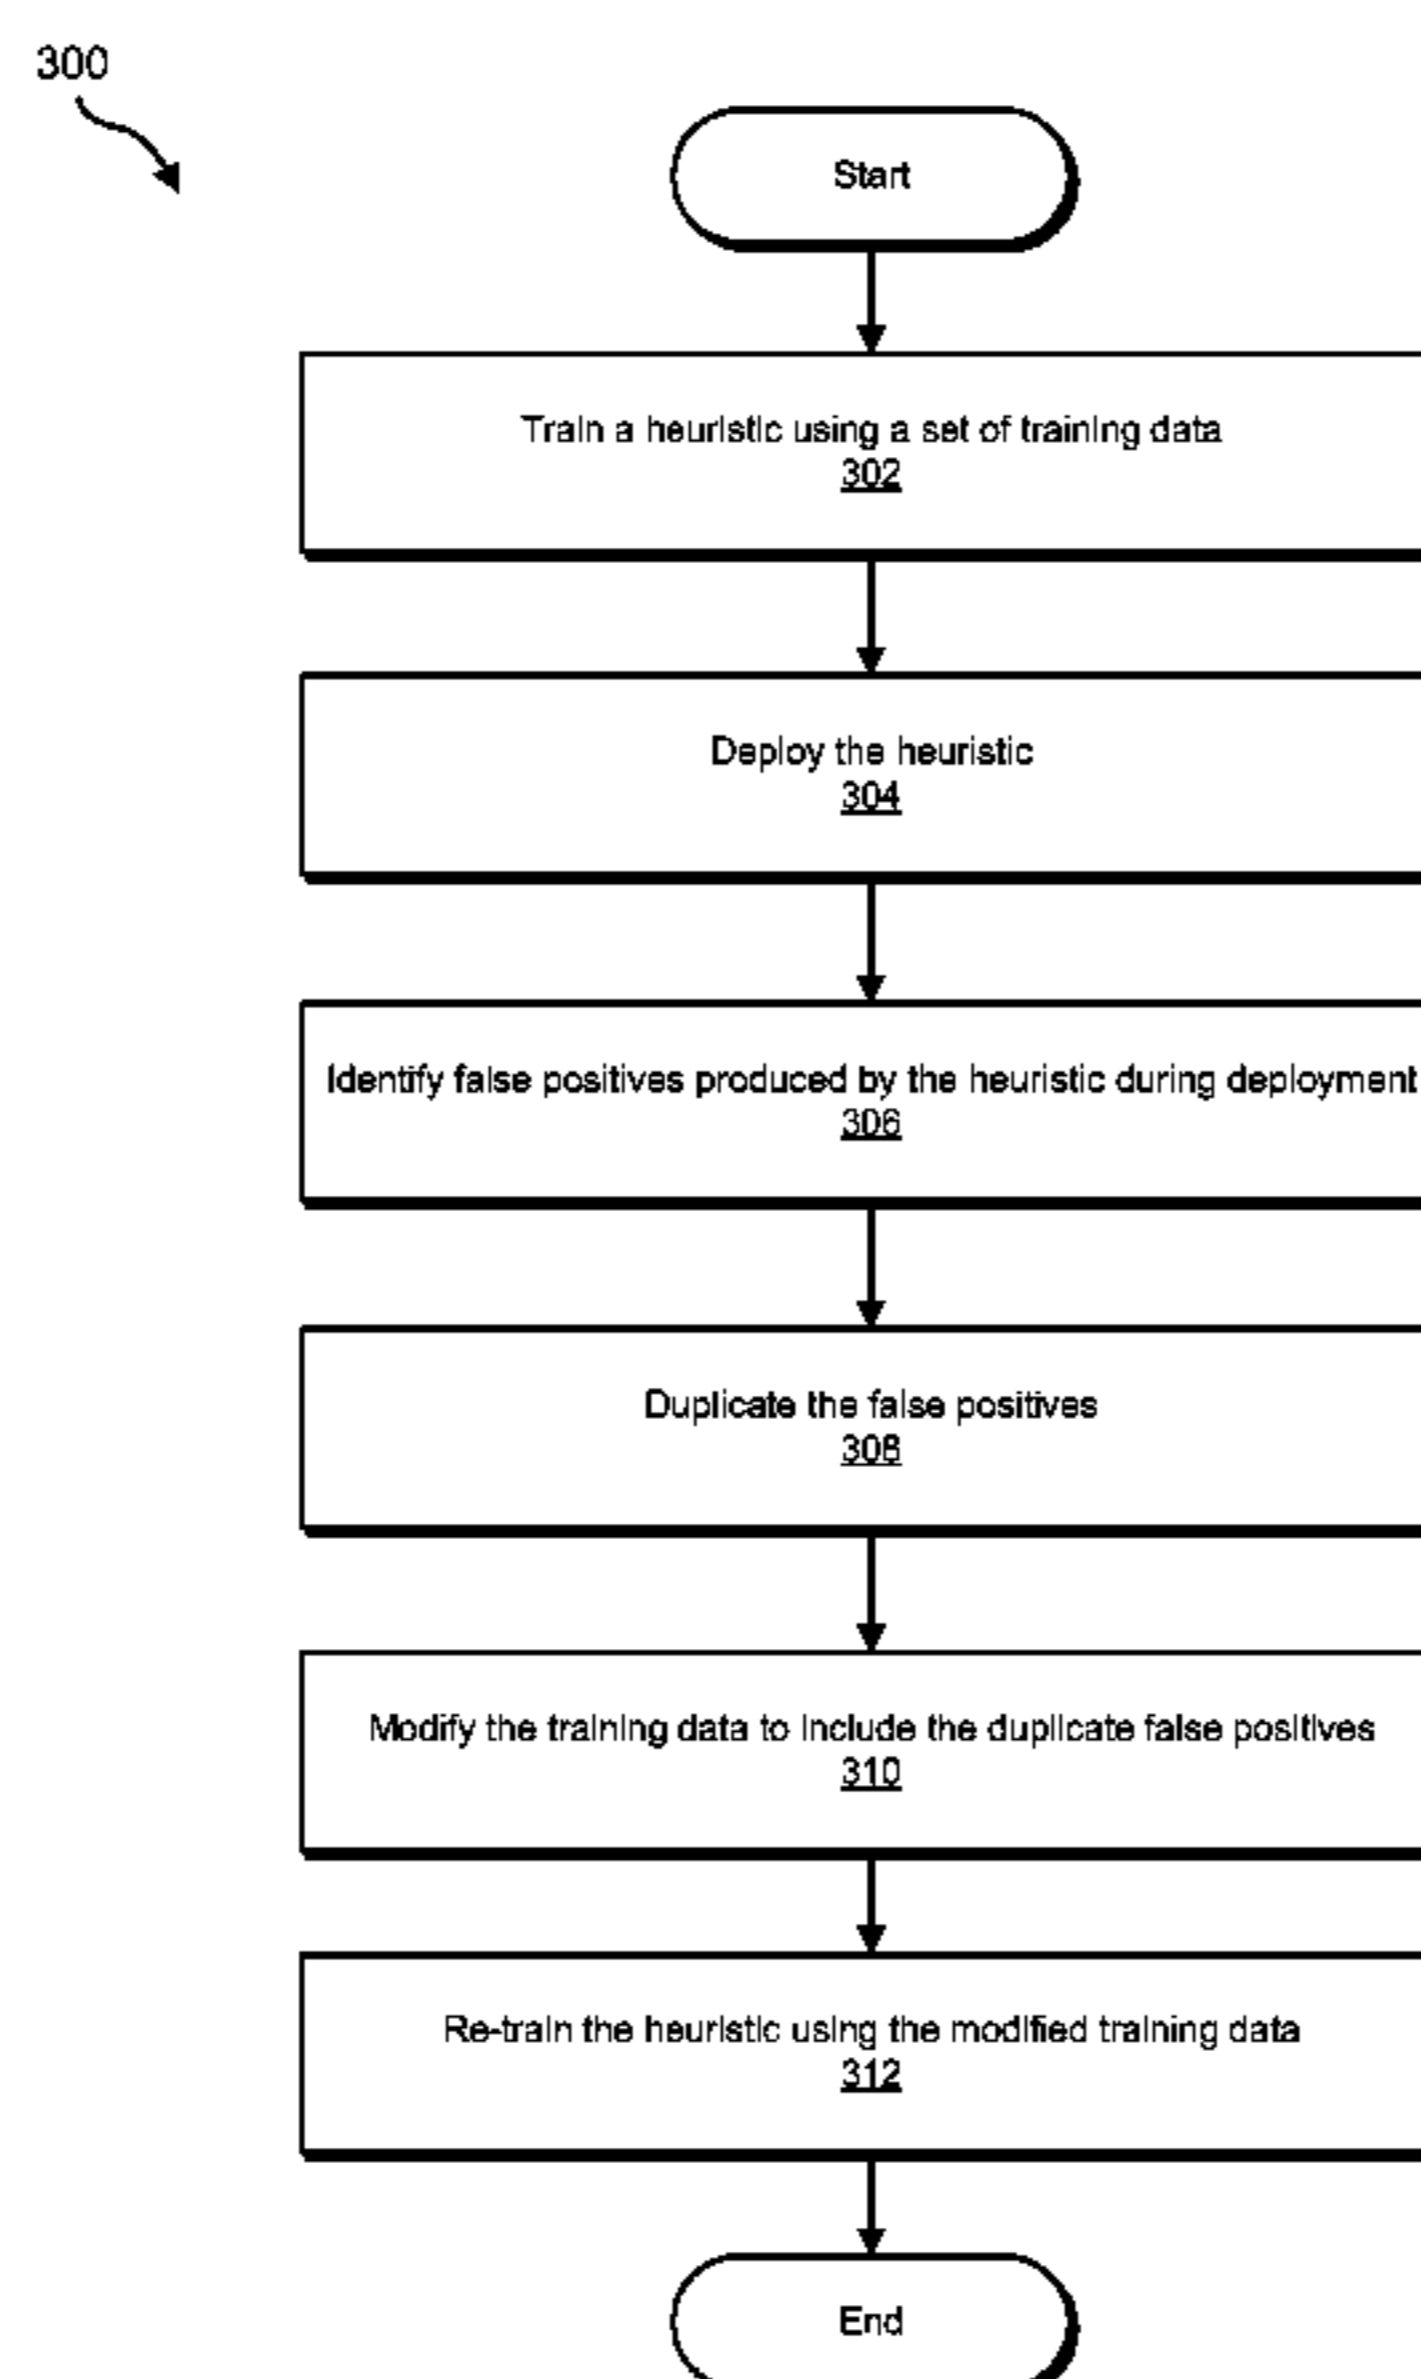 300
Start
Train a heuristic using a set of training data
302
Deploy the heuristic
304
Identify false positives produced by the heuristic during deployment
306
Duplicate the false positives
308
Modify the training data to include the duplicate false positives
310
Re-train the heuristic using the modified training data
312
End